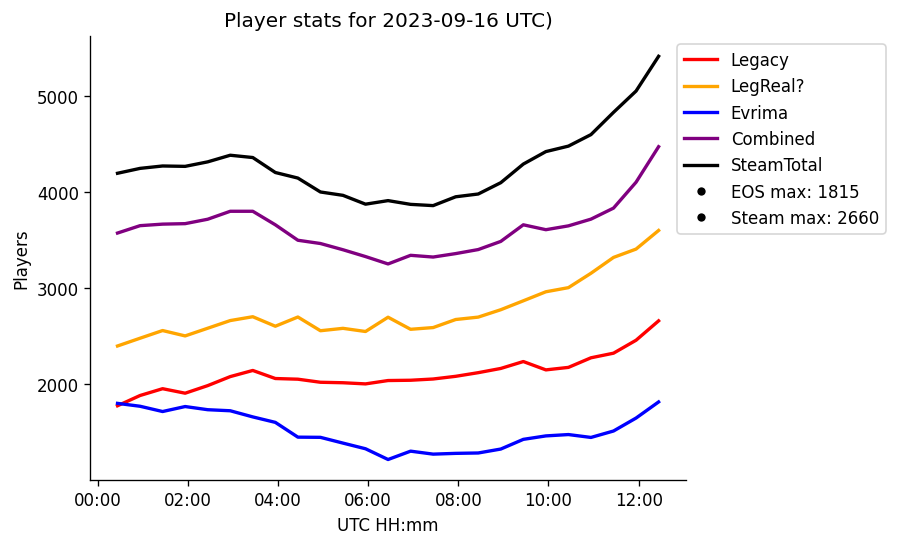 Player stats for 2023-09-16 UTC)
Legacy
LegReal?
Evrima
Combined
SteamTotal
EOS max: 1815
Steam max: 2660
Players
5000
4000
3000
2000
00:00 02:00 04:00 06:00 08:00 10:00 12:00
UTC HH:mm